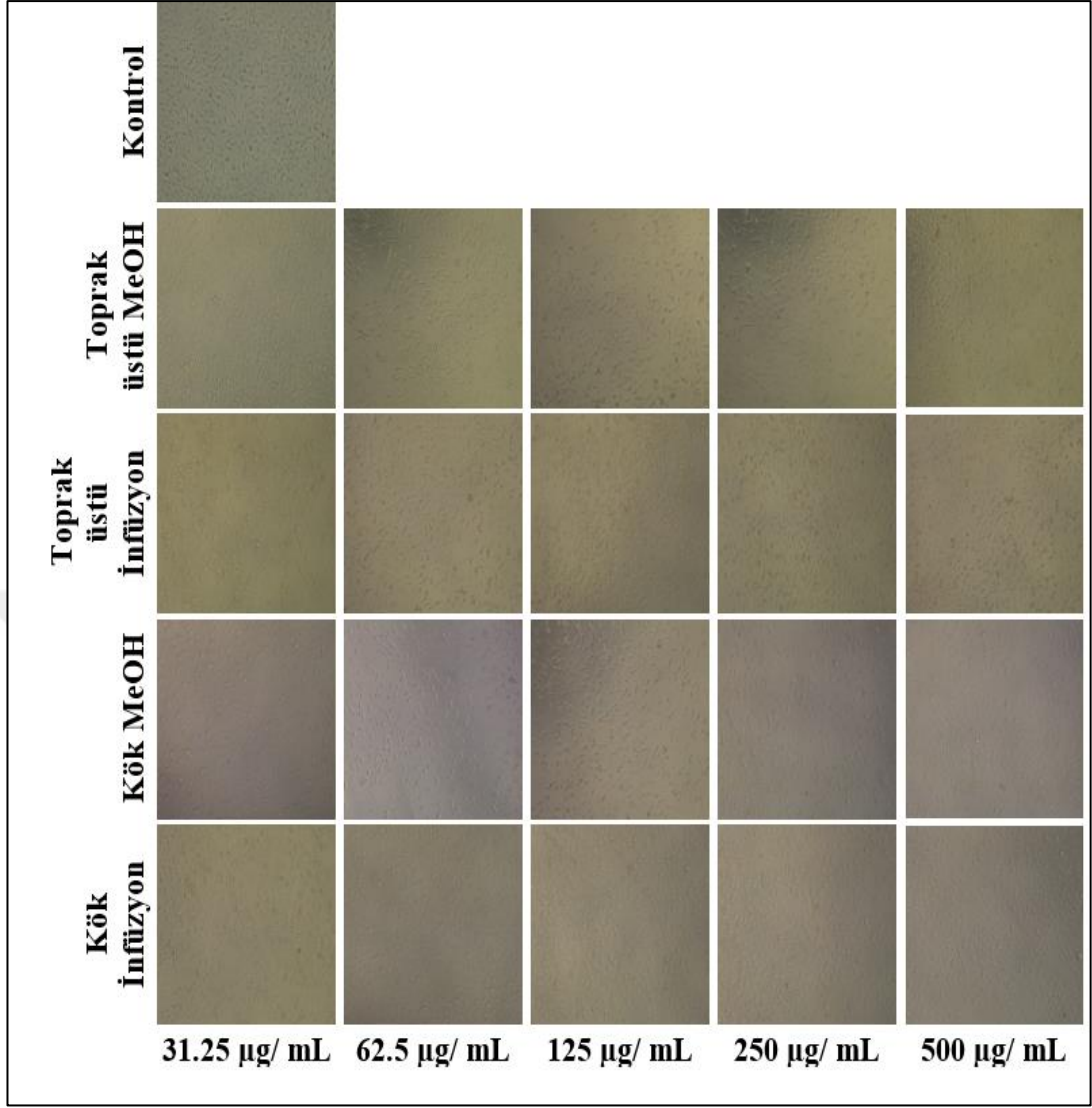 Kontrol
Toprak
üstü MeOH
Toprak
üstü
İnfüzyon
Kök MeOH
Kök
İnfüzyon
31.25 µg/ mL 62.5 µg/ mL 125 µg/ mL 250 µg/ mL 500 µg/ mL